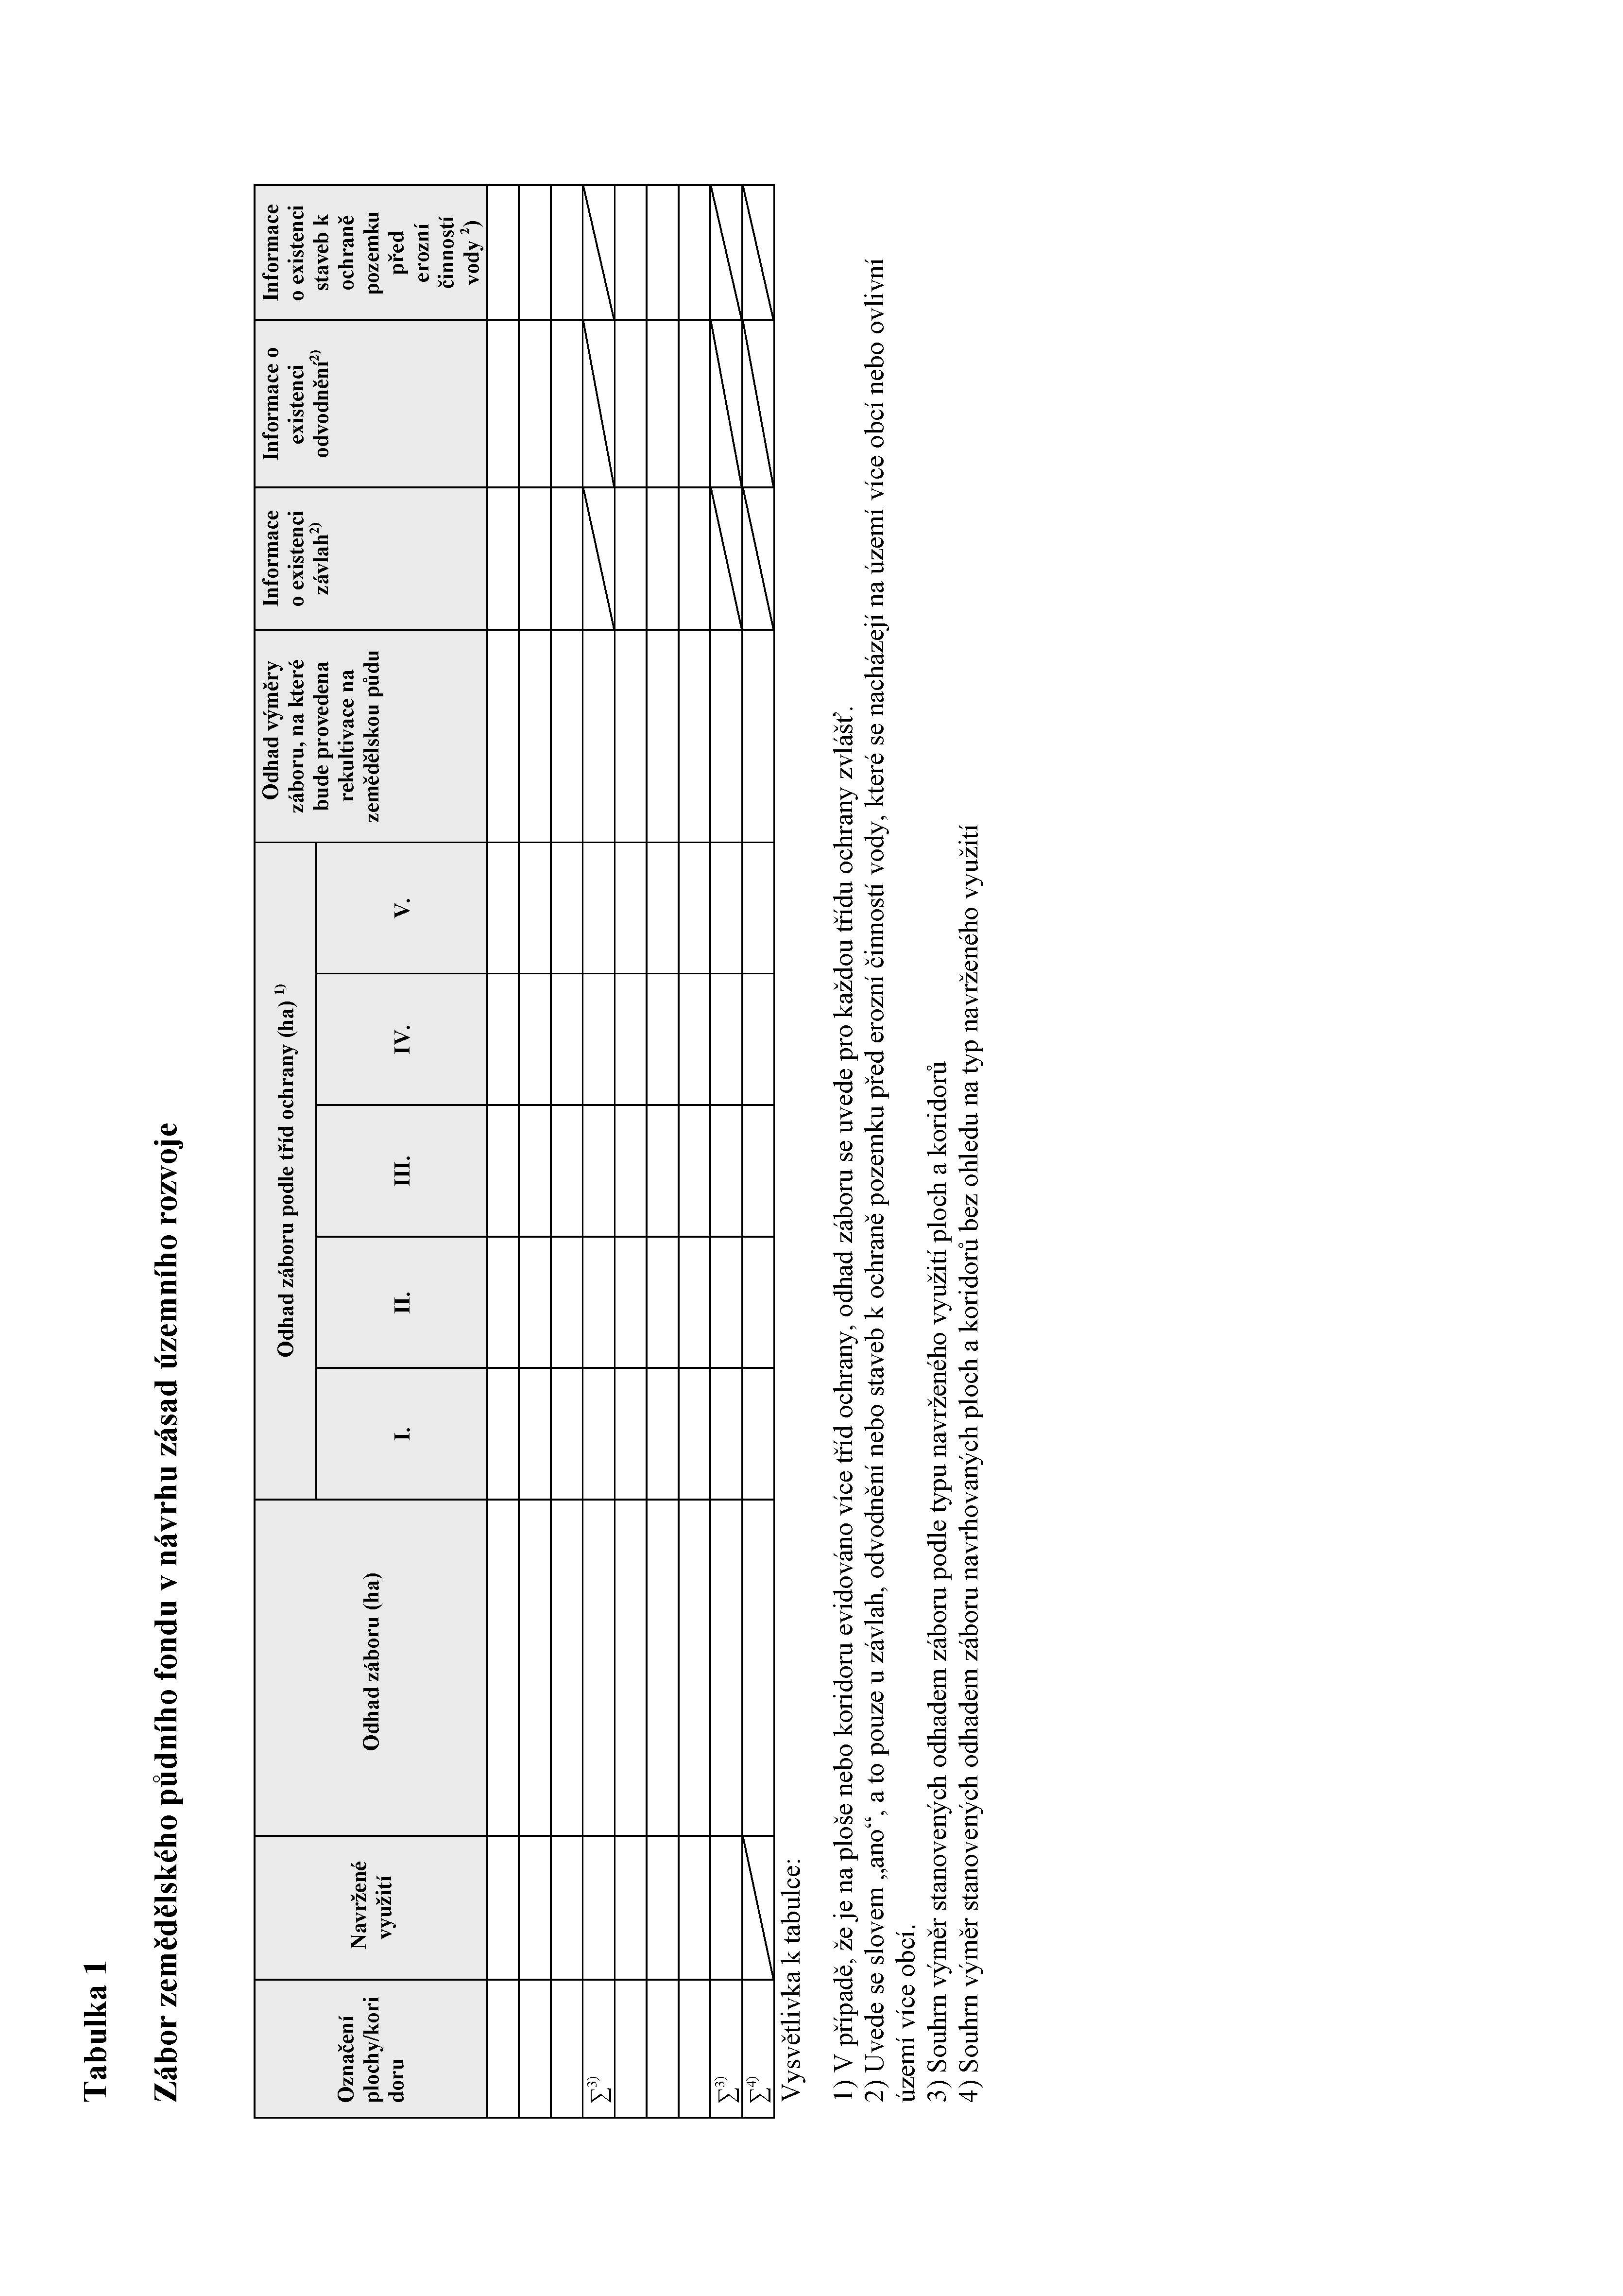 Tabulka 1
Zábor zemědělského půdního fondu v návrhu zásad územního rozvoje
Označení
plochy/kori
doru
Navržené
využití
Odhad záboru (ha)
Odhad záboru podle tříd ochrany (ha) 1)
I.
II.
III.
IV.
V.
Odhad výměry
záboru, na které
bude provedena
rekultivace na
zemědělskou půdu
Informace
o existenci
závlah2)
Informace o
existenci
odvodnění2)
Informace
o existenci
staveb k
ochraně
pozemku
před
erozní
činností
vody 2)
∑3)
∑3)
∑4)
Vysvětlivka k tabulce:
1) V případě, že je na ploše nebo koridoru evidováno více tříd ochrany, odhad záboru se uvede pro každou třídu ochrany zvlášť.
2) Uvede se slovem „ano“, a to pouze u závlah, odvodnění nebo staveb k ochraně pozemku před erozní činností vody, které se nacházejí na území více obcí nebo ovlivní
území více obcí.
3) Souhrn výměr stanovených odhadem záboru podle typu navrženého využití ploch a koridorů
4) Souhrn výměr stanovených odhadem záboru navrhovaných ploch a koridorů bez ohledu na typ navrženého využití